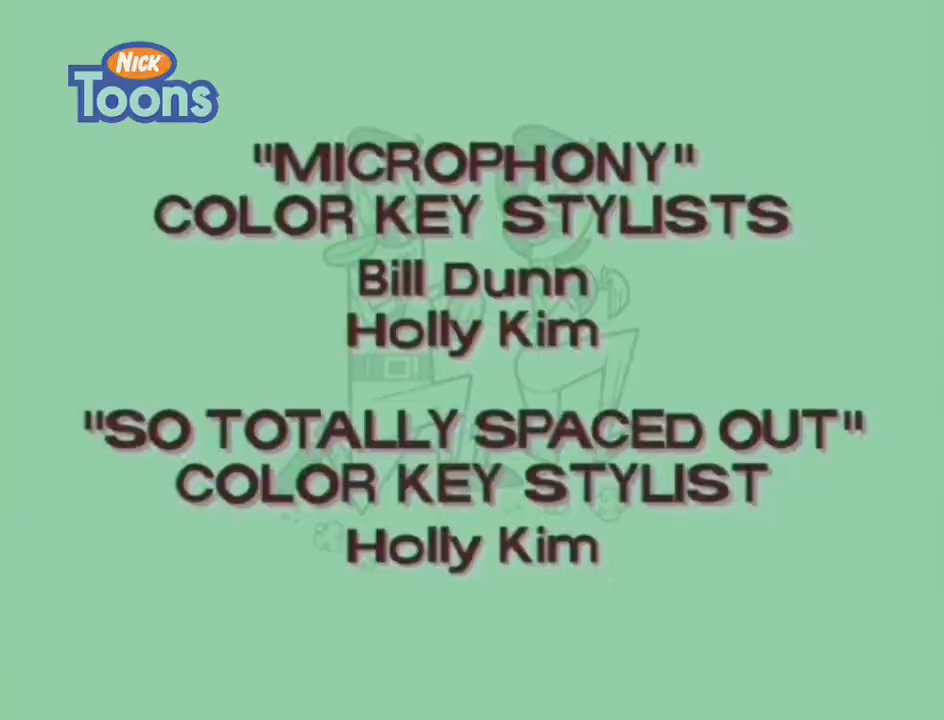 NICK
Toons
"MICROPHONY"
COLOR KEY STYLISTS
Bill Dunn
Holly Kim
"SO TOTALLY SPACED OUT"
COLOR KEY STYLIST
Holly Kim